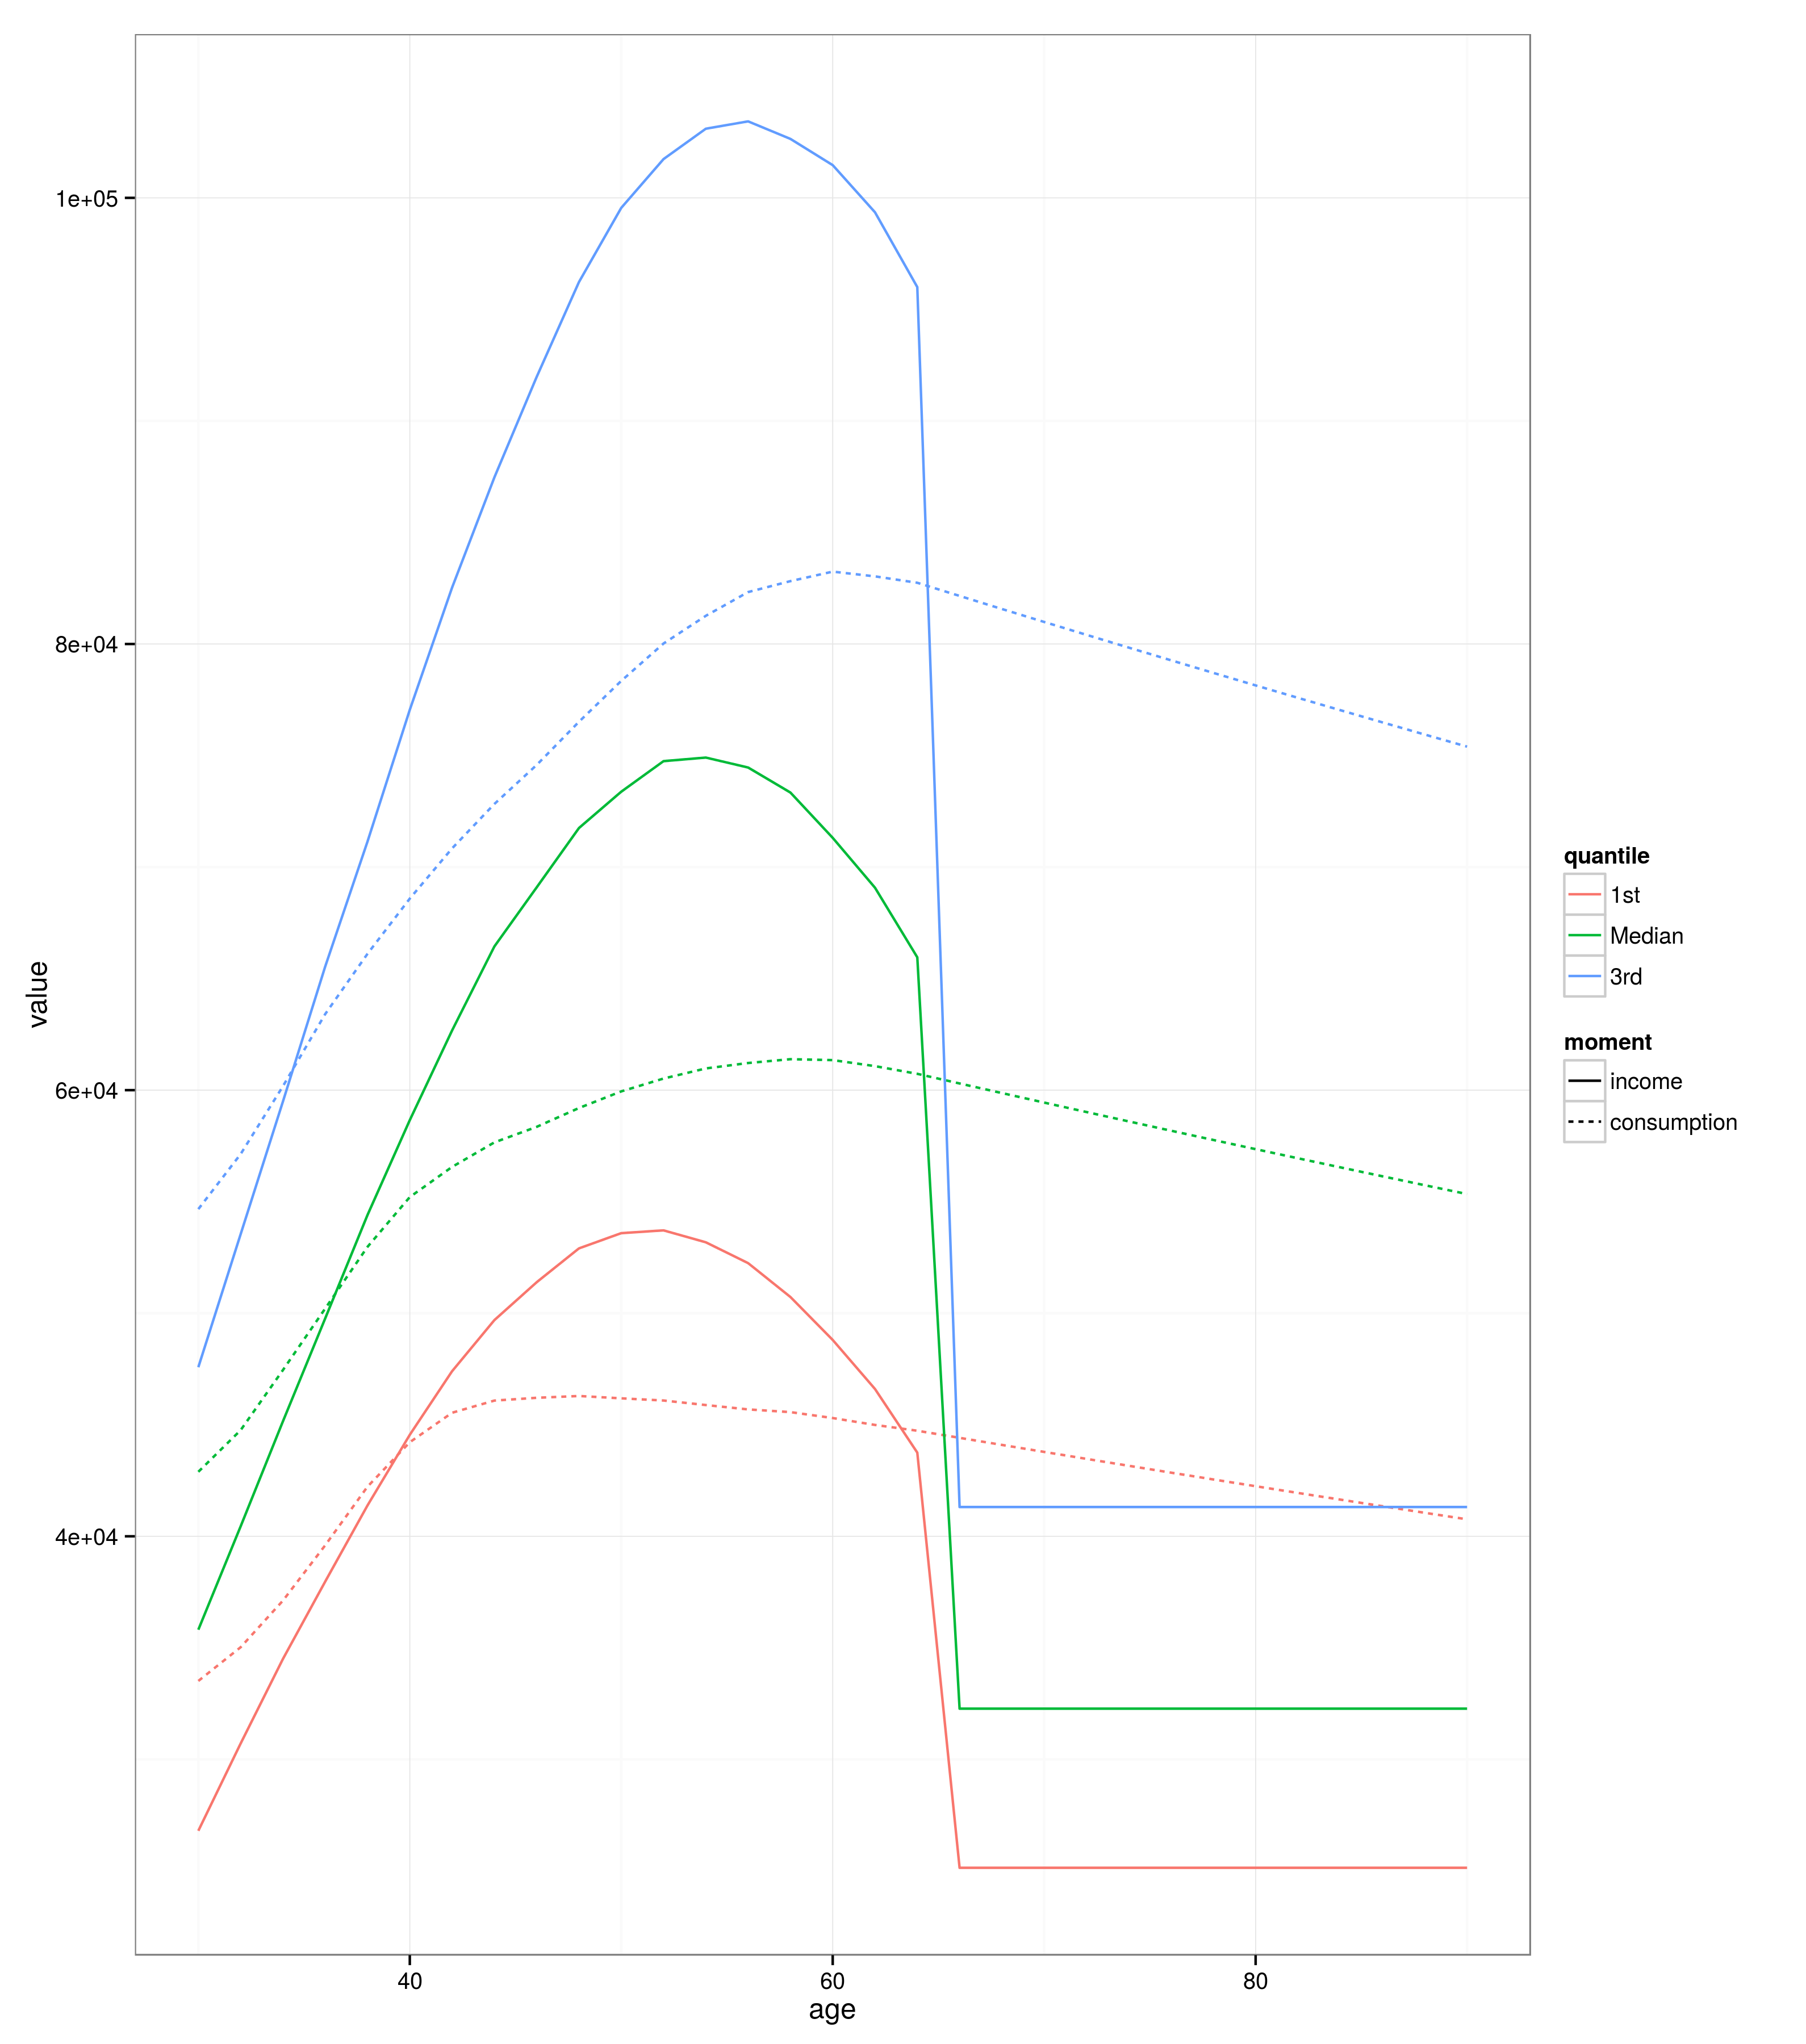 1e+05
8e+04
6e+04
4e+04
value
40
60
80
age
quantile
1st
Median
3rd
moment
income
consumption